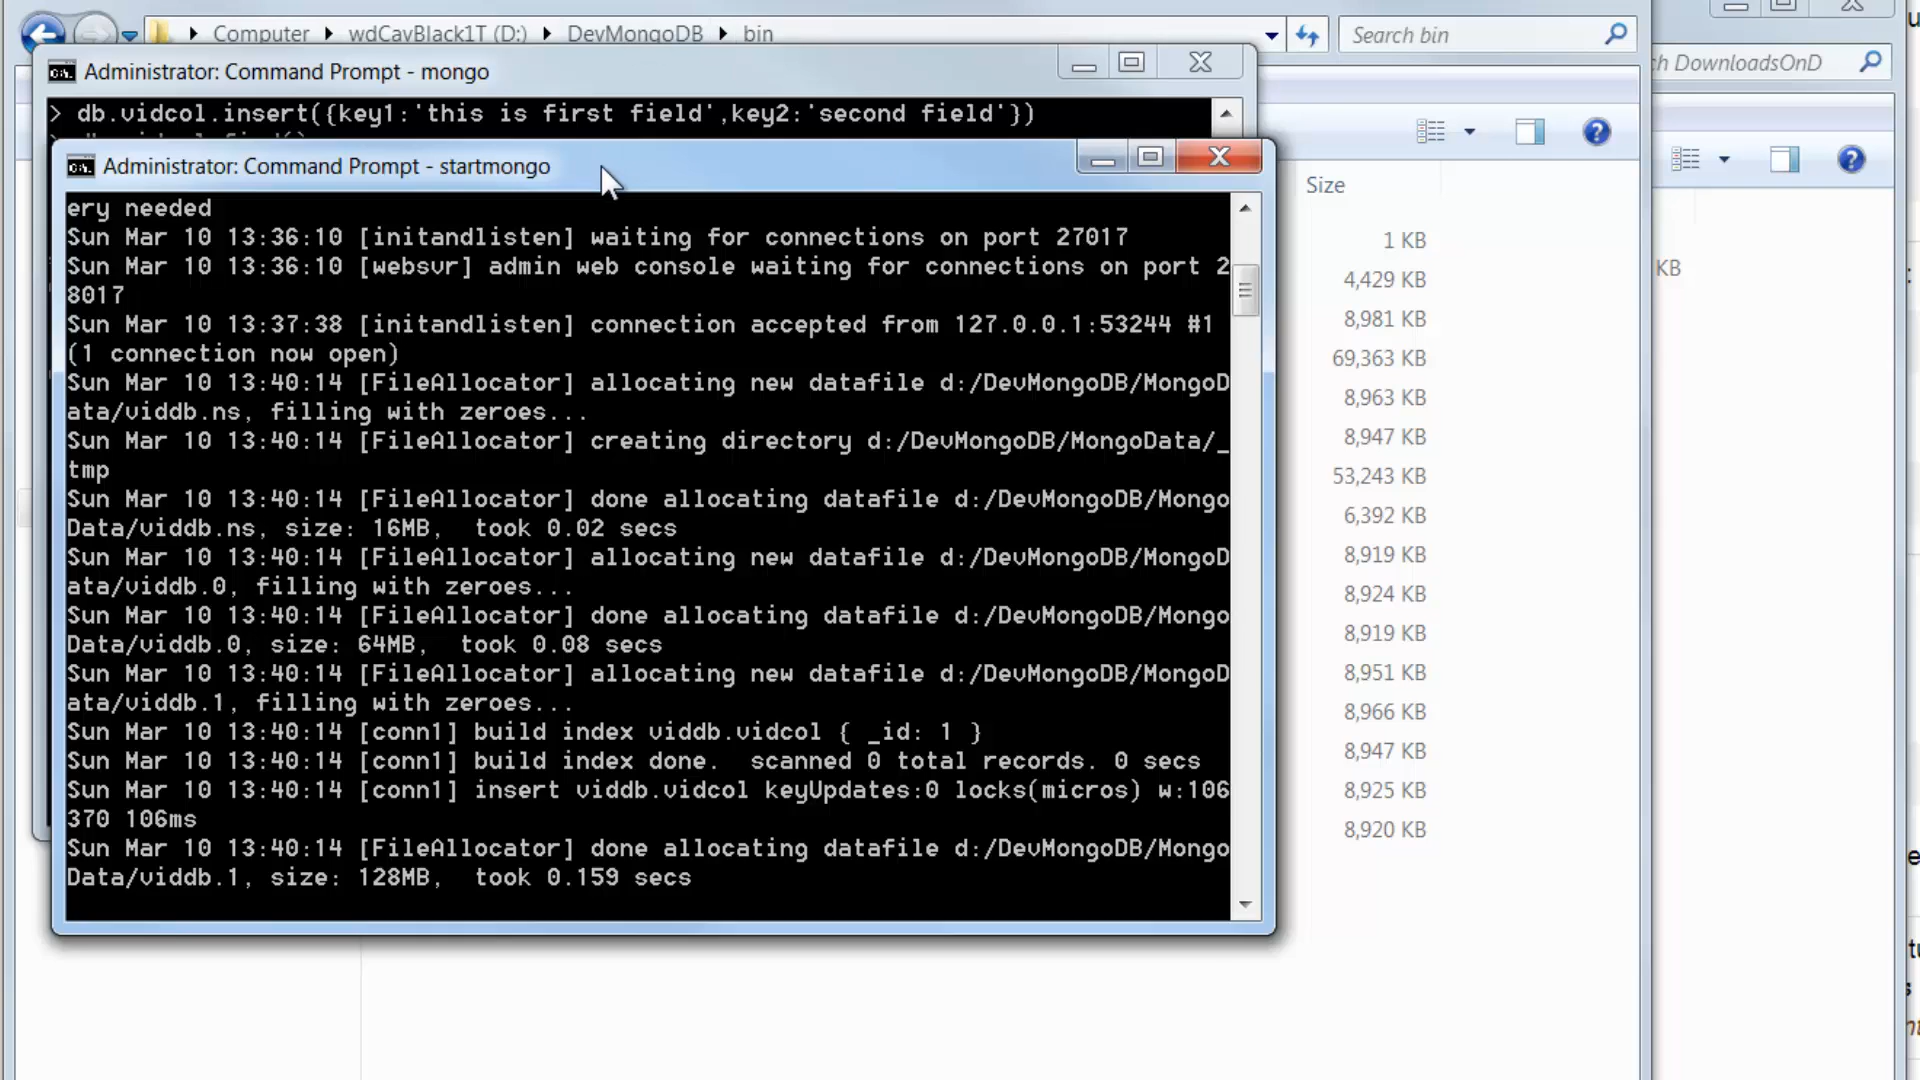 Computer wdCavBlack1T (D:) DevMongoDB bin
Search bin
DownloadsOnD
Administrator: Command Prompt - mongo
> db.vidcol.insert({key1:'this is first field',key2:'second field'})
Administrator: Command Prompt - startmongo
ery needed
Sun Mar 10 13:36:10 [initandlisten] waiting for connections on port 27017
Sun Mar 10 13:36:10 [websvr] admin web console waiting for connections on port 2
8017
Sun Mar 10 13:37:38 [initandlisten] connection accepted from 127.0.0.1:53244 #1
(1 connection now open)
Sun Mar 10 13:40:14 [FileAllocator] allocating new datafile d:/DevMongoDB/MongoD
ata/viddb.ns, filling with zeroes...
Sun Mar 10 13:40:14 [FileAllocator] creating directory d:/DevMongoDB/MongoData/_
tmp
Sun Mar 10 13:40:14 [FileAllocator] done allocating datafile d:/DevMongoDB/Mongo
Data/viddb.ns, size: 16MB,  took 0.02 secs
Sun Mar 10 13:40:14 [FileAllocator] allocating new datafile d:/DevMongoDB/MongoD
ata/viddb.0, filling with zeroes...
Sun Mar 10 13:40:14 [FileAllocator] done allocating datafile d:/DevMongoDB/Mongo
Data/viddb.0, size: 64MB,  took 0.08 secs
Sun Mar 10 13:40:14 [FileAllocator] allocating new datafile d:/DevMongoDB/MongoD
ata/viddb.1, filling with zeroes...
Sun Mar 10 13:40:14 [conn1] build index viddb.vidcol { _id: 1 }
Sun Mar 10 13:40:14 [conn1] build index done.  scanned 0 total records. 0 secs
Sun Mar 10 13:40:14 [conn1] insert viddb.vidcol keyUpdates:0 locks(micros) w:106
370 106ms
Sun Mar 10 13:40:14 [FileAllocator] done allocating datafile d:/DevMongoDB/Mongo
Data/viddb.1, size: 128MB,  took 0.159 secs
Size
1 KB
4,429 KB
8,981 KB
69,363 KB
8,963 KB
8,947 KB
53,243 KB
6,392 KB
8,919 KB
8,924 KB
8,919 KB
8,951 KB
8,966 KB
8,947 KB
8,925 KB
8,920 KB
KB